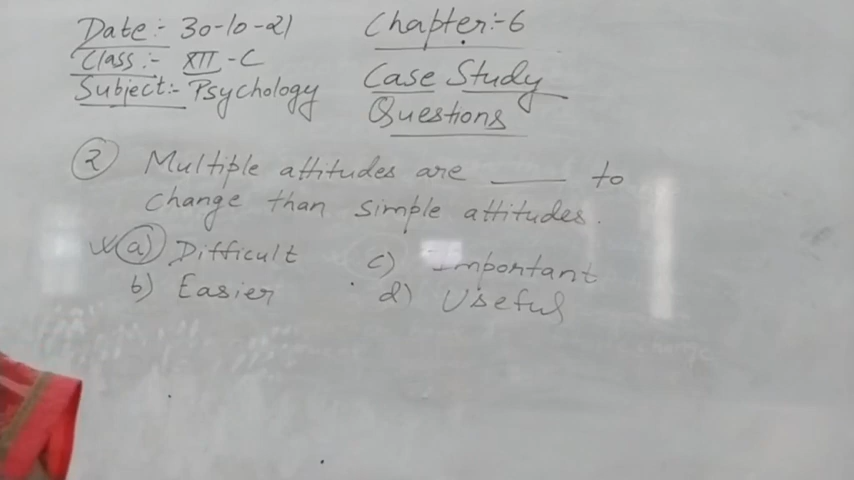 Date:- 30-10-21
Class:- XII-C
Subject:- Psychology
Chapter:-6
Case Study
Questions
2 Multiple attitudes are ___ to
change than simple attitudes.
a) Difficult
b) Easier
c) Important
d) Useful